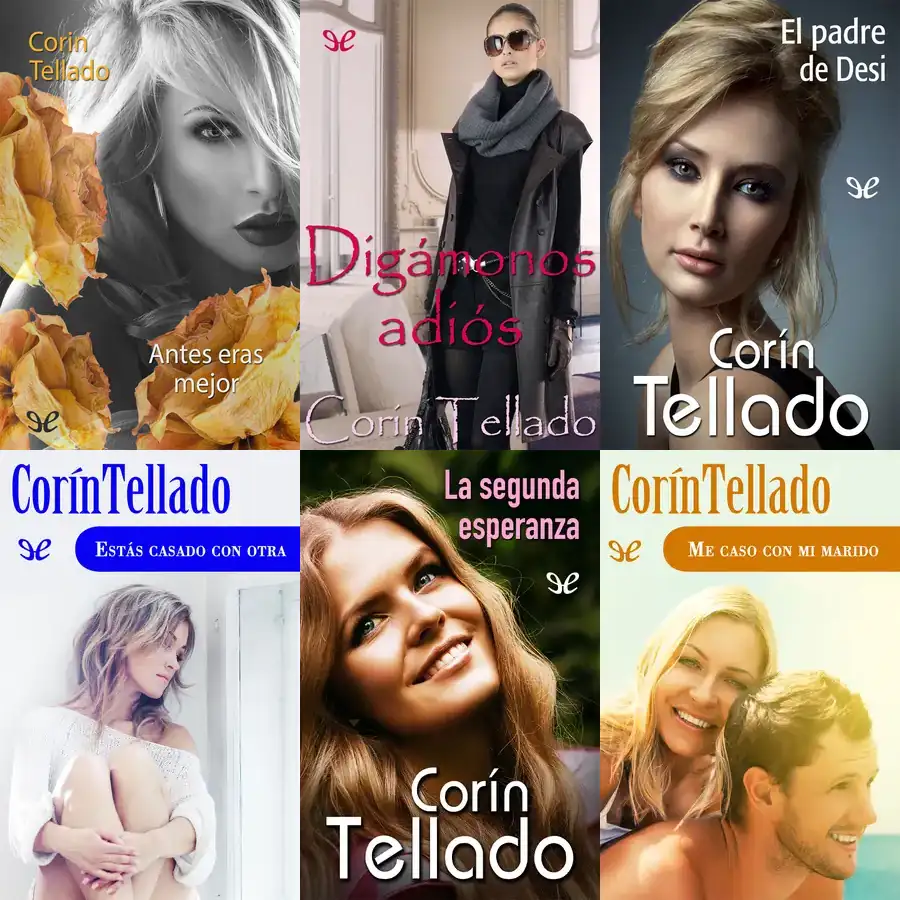 Corín
Tellado
Antes eras
mejor
Digámonos
adiós
Corín Tellado
El padre
de Desi
Corín
Tellado
CorínTellado
Estás casado con otra
La segunda
esperanza
Corín
Tellado
CorínTellado
Me caso con mi marido